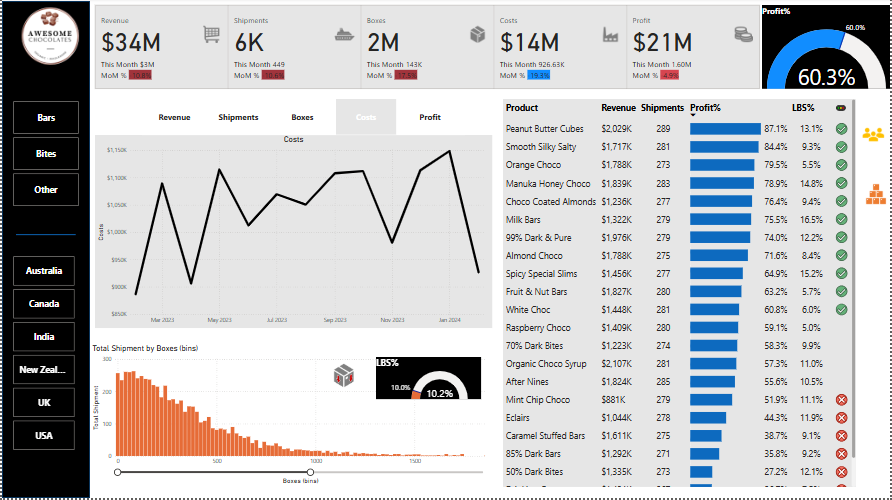 AWESOME
CHOCOLATES
Bars
Bites
Other
Australia
Canada
India
New Zeal...
UK
USA
Revenue
$34M
This Month $3M
MoM % -10.8%
Shipments
6K
This Month 449
MoM % -10.6%
Boxes
2M
This Month 143K
Costs
$14M
This Month 926.63K
MoM % -19.3%
Profit
$21M
This Month 1.60M
MoM % -4.9%
Profit%
60.0%
60.3%
Revenue Shipments Boxes Costs Profit
Costs
$1,150K
$1,100K
$1,050K
$1,000K
$950K
$900K
$850K
Costs
Mar 2023 May 2023 Jul 2023 Sep 2023 Nov 2023 Jan 2024
Total Shipment by Boxes (bins)
300
200
100
0
Total Shipment
0 500 1000 1500
Boxes (bins)
LBS%
10.0%
10.2%
Product Revenue Shipments Profit% LBS%
Peanut Butter Cubes $2,029K 289 87.1% 13.1%
Smooth Silky Salty $1,717K 281 84.4% 9.3%
Orange Choco $1,788K 273 79.5% 5.5%
Manuka Honey Choco $1,839K 283 78.9% 14.8%
Choco Coated Almonds $1,236K 277 76.4% 9.4%
Milk Bars $1,322K 279 75.5% 16.5%
99% Dark & Pure $1,976K 279 74.0% 12.2%
Almond Choco $1,788K 275 71.6% 8.4%
Spicy Special Slims $1,456K 277 64.9% 15.2%
Fruit & Nut Bars $1,827K 280 63.2% 5.7%
White Choc $1,448K 281 60.8% 6.0%
Raspberry Choco $1,409K 280 59.1% 5.0%
70% Dark Bites $1,223K 274 58.3% 9.9%
Organic Choco Syrup $2,107K 281 57.3% 11.0%
After Nines $1,824K 285 55.6% 10.5%
Mint Chip Choco $881K 279 51.9% 11.1%
Eclairs $1,044K 278 44.3% 11.9%
Caramel Stuffed Bars $1,611K 275 38.7% 9.1%
85% Dark Bars $1,292K 271 35.8% 9.2%
50% Dark Bites $1,335K 273 27.2% 12.1%